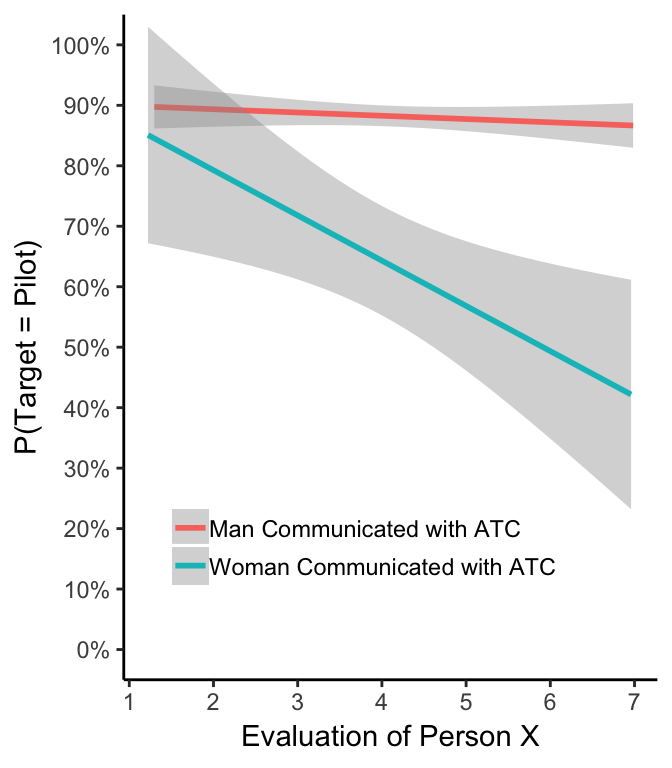 P(Target = Pilot)
100%
90%
80%
70%
60%
50%
40%
30%
20%
10%
0%
Man Communicated with ATC
Woman Communicated with ATC
1 2 3 4 5 6 7
Evaluation of Person X